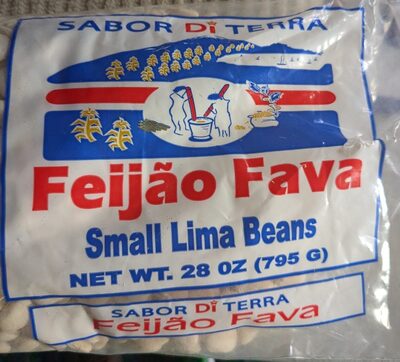 SABOR Di TERRA
Feijão Fava
Small Lima Beans
NET WT. 28 OZ (795 G)
SABOR Di TERRA
Feijão Fava